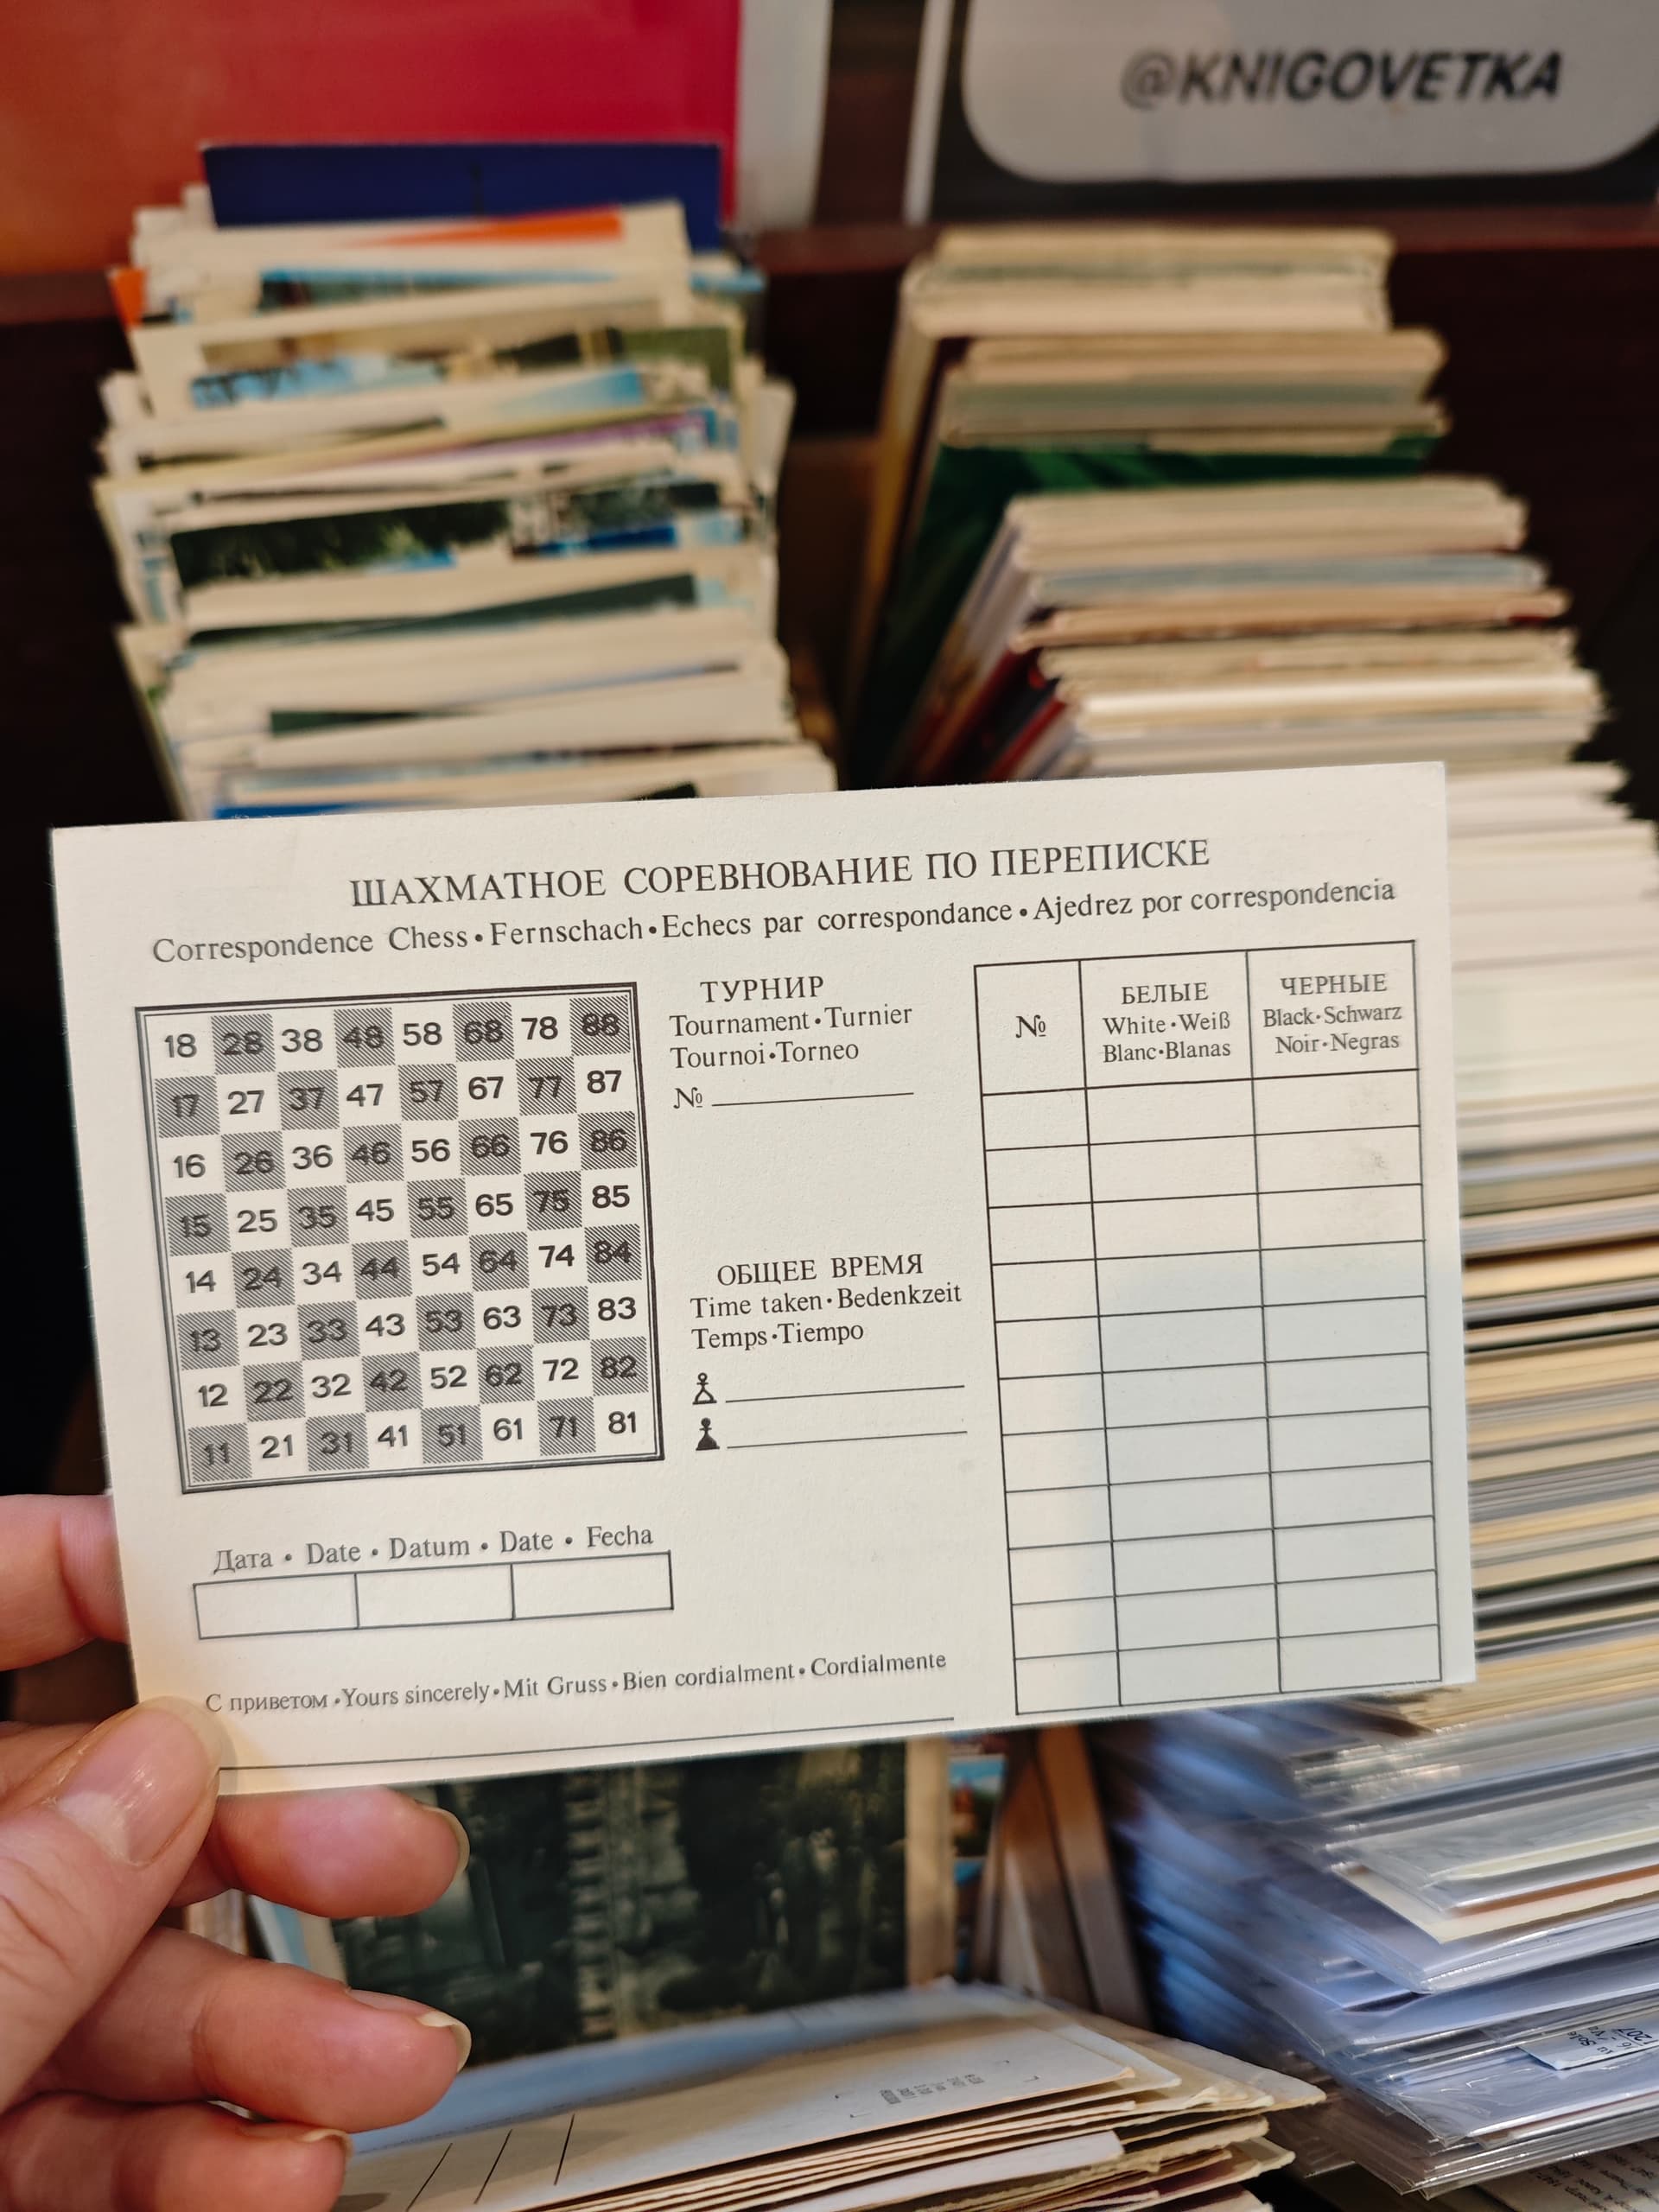 @KNIGOVETKA
ШАХМАТНОЕ СОРЕВНОВАНИЕ ПО ПЕРЕПИСКЕ
Correspondence Chess • Fernschach • Echecs par correspondance • Ajedrez por correspondencia
18 28 38 48 58 68 78 88
17 27 37 47 57 67 77 87
16 26 36 46 56 66 76 86
15 25 35 45 55 65 75 85
14 24 34 44 54 64 74 84
13 23 33 43 53 63 73 83
12 22 32 42 52 62 72 82
11 21 31 41 51 61 71 81
ТУРНИР
Tournament • Turnier
Tournoi • Torneo
№
ОБЩЕЕ ВРЕМЯ
Time taken • Bedenkzeit
Temps • Tiempo
№
БЕЛЫЕ
White • Weiß
Blanc • Blanas
ЧЕРНЫЕ
Black • Schwarz
Noir • Negras
Дата • Date • Datum • Date • Fecha
С приветом • Yours sincerely • Mit Gruss • Bien cordialment • Cordialmente